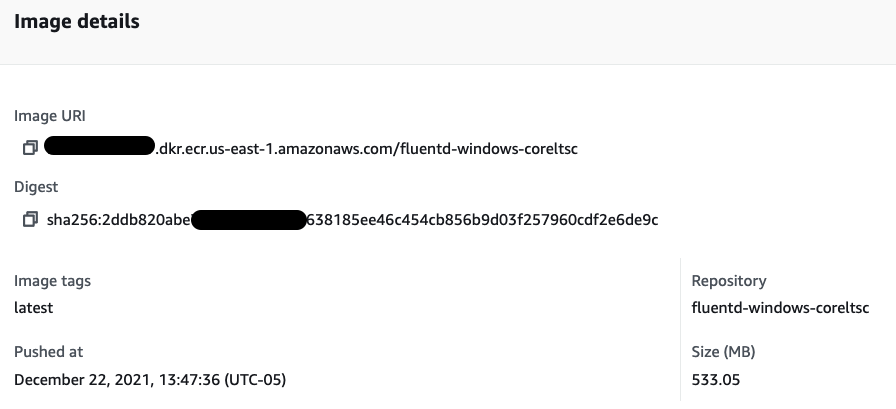 Image details
Image URI
.dkr.ecr.us-east-1.amazonaws.com/fluentd-windows-coreltsc
Digest
sha256:2ddb820abe 638185ee46c454cb856b9d03f257960cdf2e6de9c
Image tags
latest
Repository
fluentd-windows-coreltsc
Pushed at
December 22, 2021, 13:47:36 (UTC-05)
Size (MB)
533.05